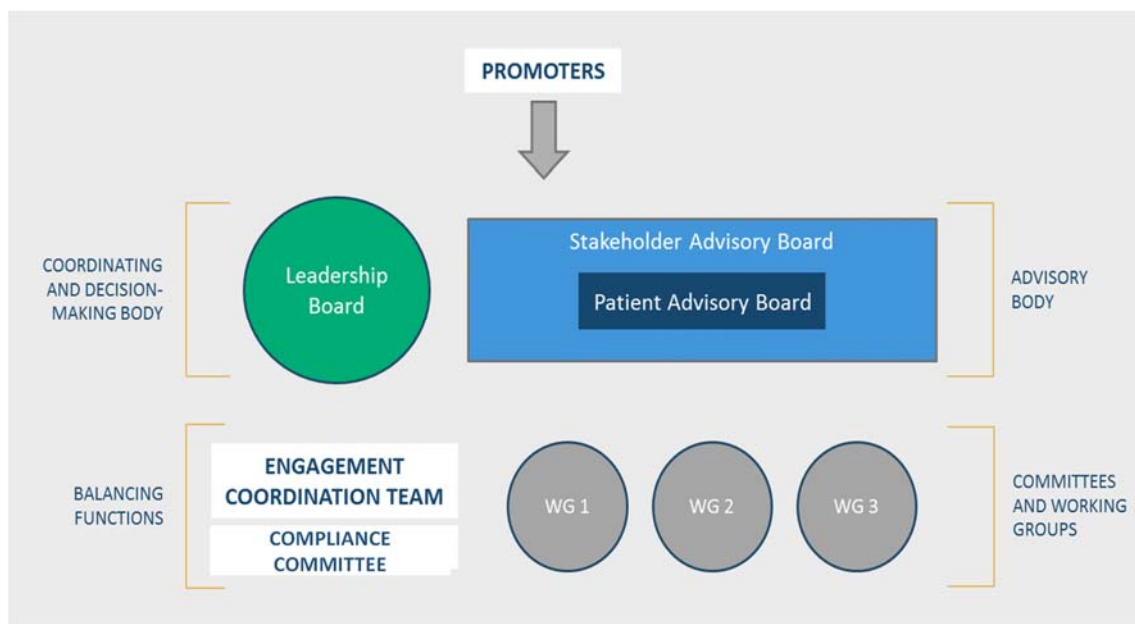 PROMOTERS
COORDINATING
AND DECISION-
MAKING BODY
Leadership
Board
Stakeholder Advisory Board
Patient Advisory Board
ADVISORY
BODY
BALANCING
FUNCTIONS
ENGAGEMENT
COORDINATION TEAM
COMPLIANCE
COMMITTEE
WG 1
WG 2
WG 3
COMMITTEES
AND WORKING
GROUPS